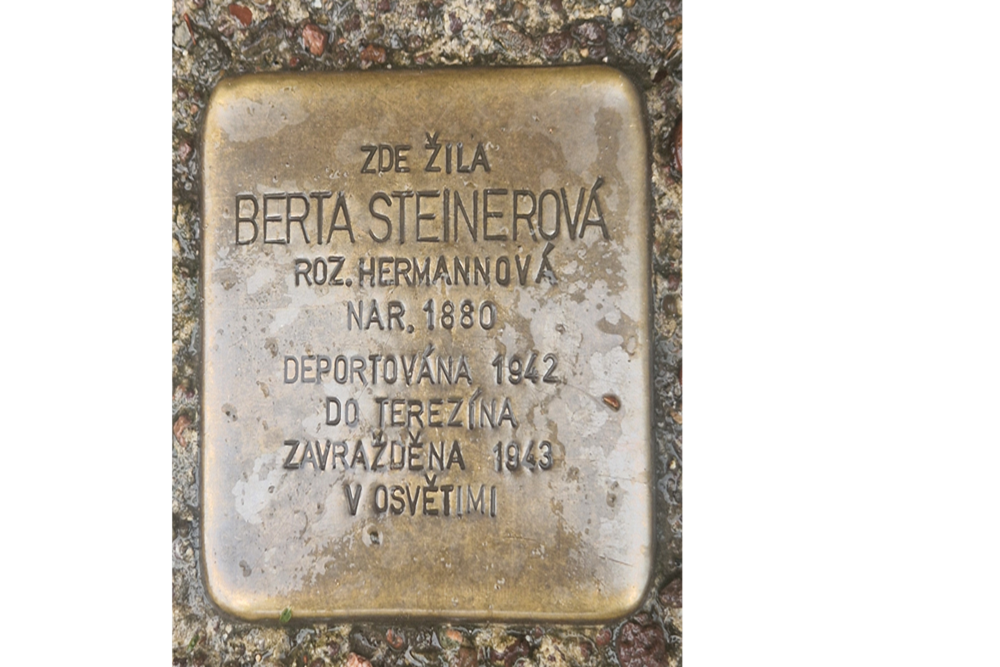 ZDE ŽILA
BERTA STEINEROVÁ
ROZ. HERMANNOVÁ
NAR. 1880
DEPORTOVÁNA 1942
DO TEREZÍNA
ZAVRAŽDĚNA 1943
V OSVĚTIMI